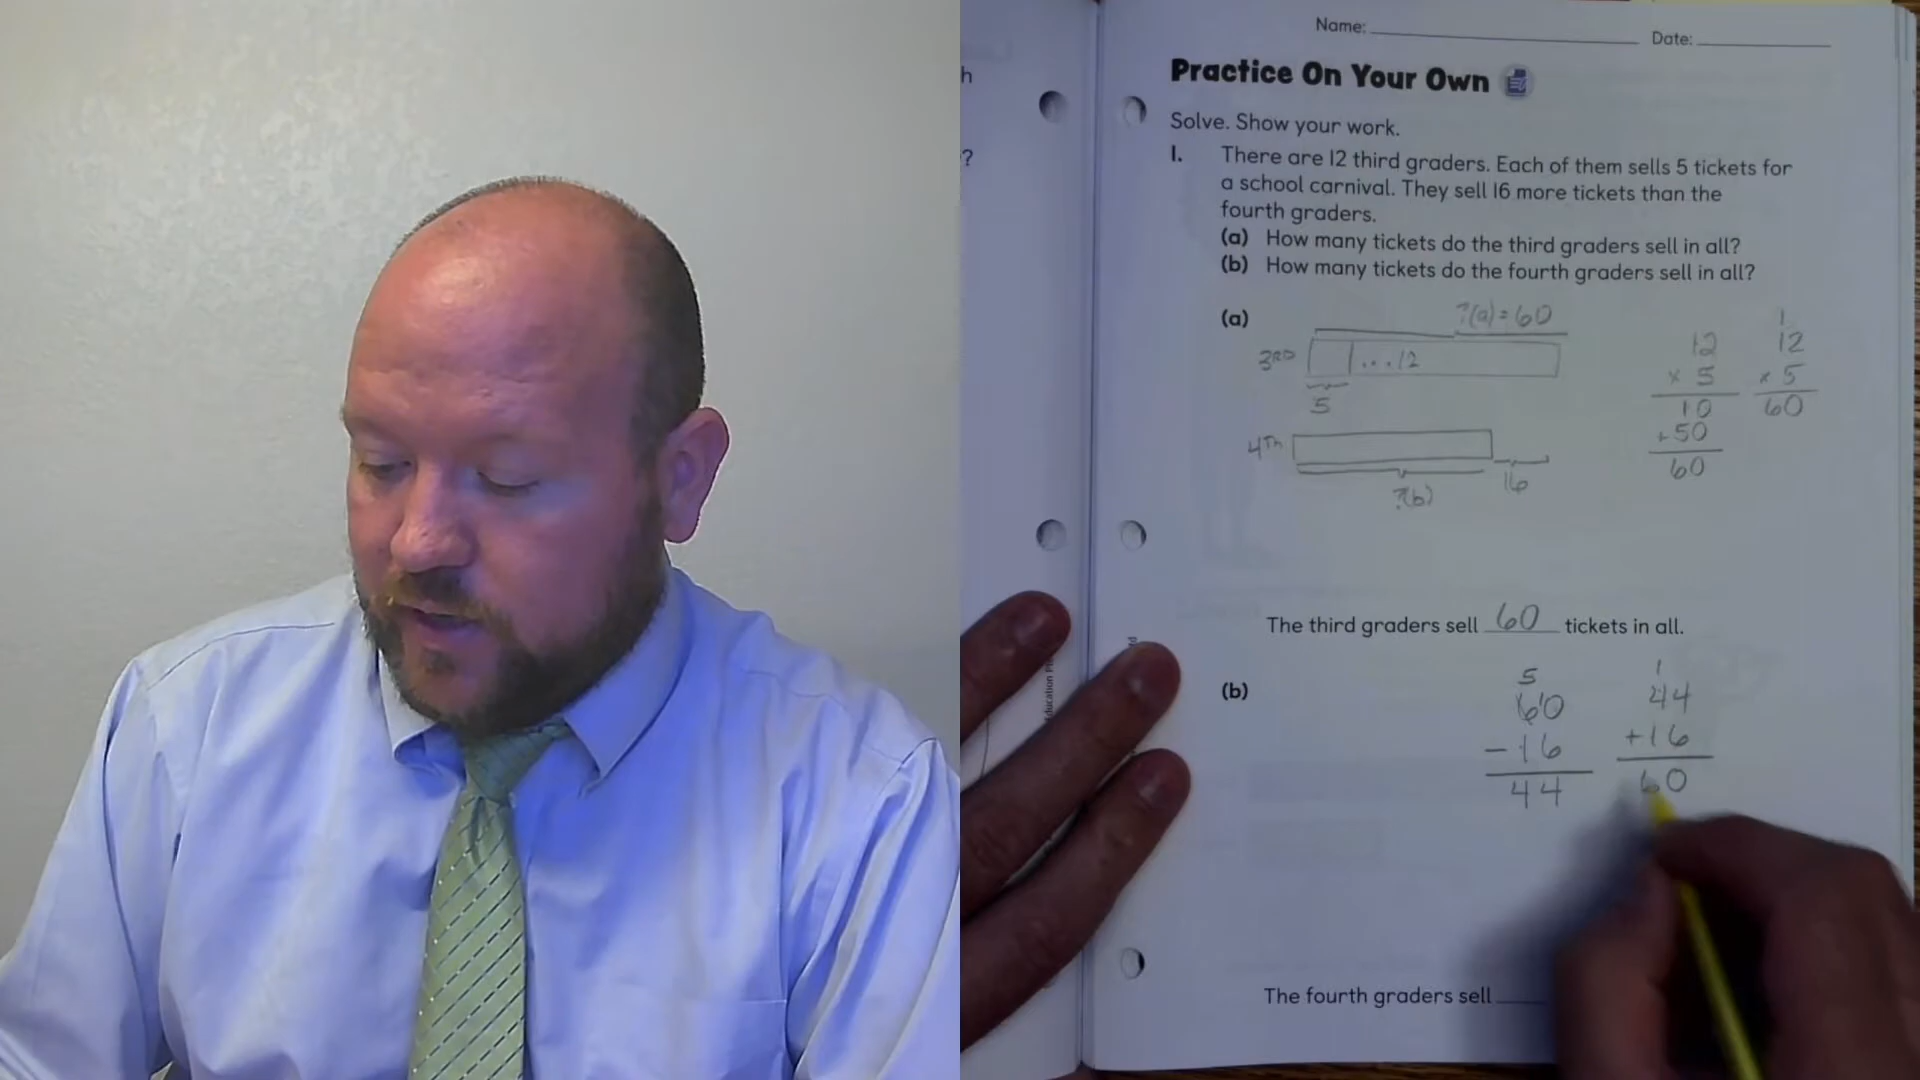 h
?
Name:
Date:
Practice On Your Own
Solve. Show your work.
1. There are 12 third graders. Each of them sells 5 tickets for
a school carnival. They sell 16 more tickets than the
fourth graders.
(a) How many tickets do the third graders sell in all?
(b) How many tickets do the fourth graders sell in all?
(a)
?(a)=60
3RD
...12
5
4Th
16
?(b)
12
x 5
10
+50
60
1
12
x 5
60
The third graders sell 60 tickets in all.
(b)
5
60
-16
44
1
44
+16
60
The fourth graders sell